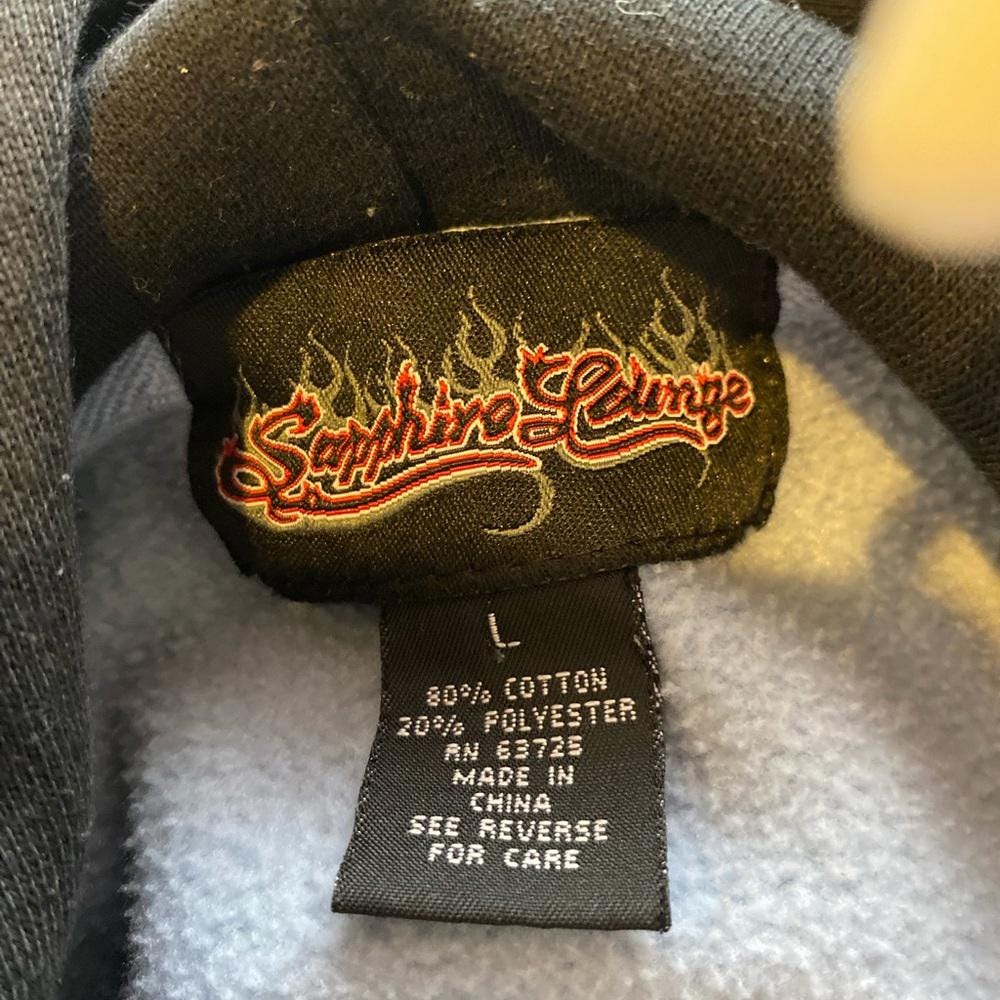 Sapphire Lounge
L
80% COTTON
20% POLYESTER
RN 63725
MADE IN
CHINA
SEE REVERSE
FOR CARE